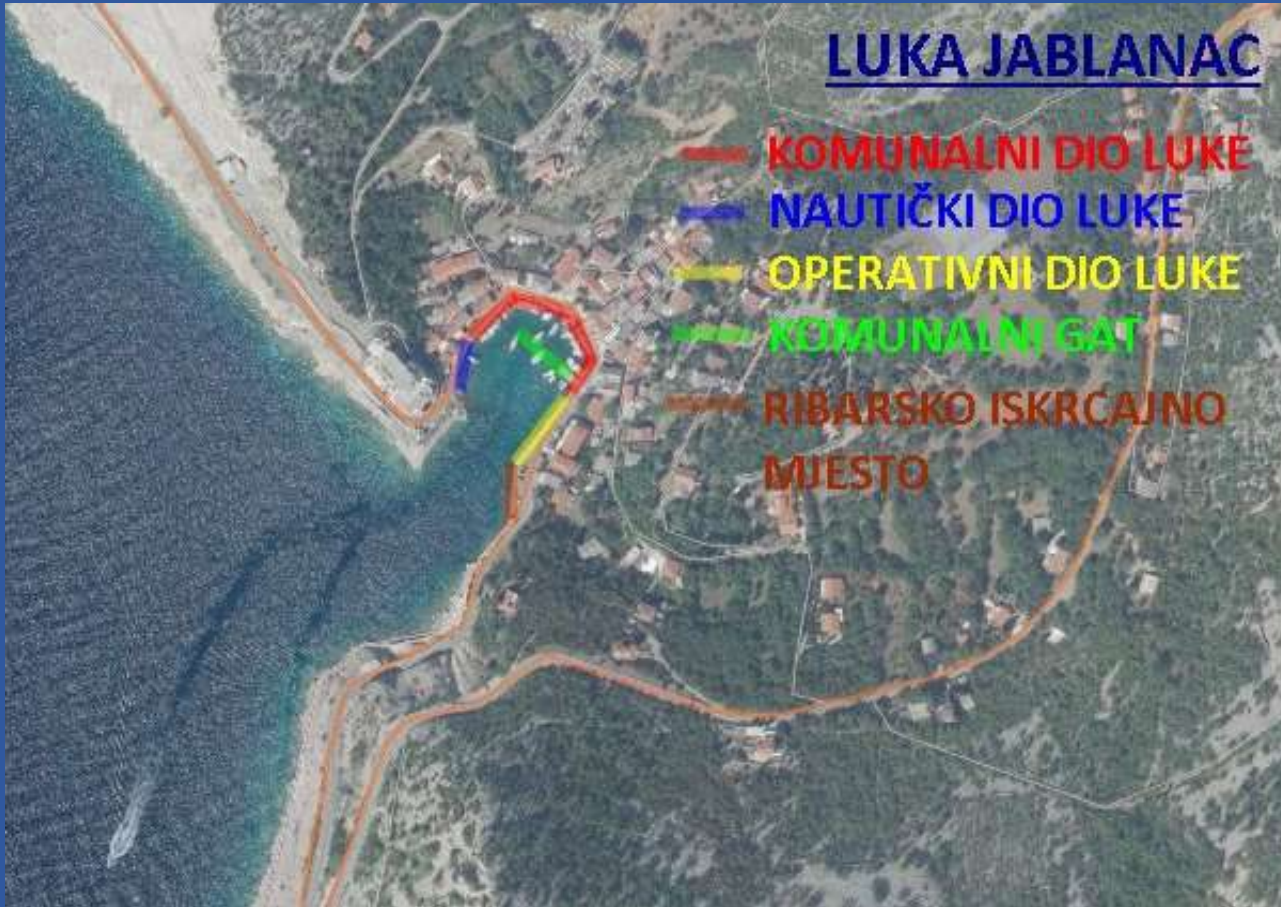 LUKA JABLANAC
KOMUNALNI DIO LUKE
NAUTIČKI DIO LUKE
OPERATIVNI DIO LUKE
KOMUNALNI GAT
RIBARSKO ISKRCAJNO
MJESTO